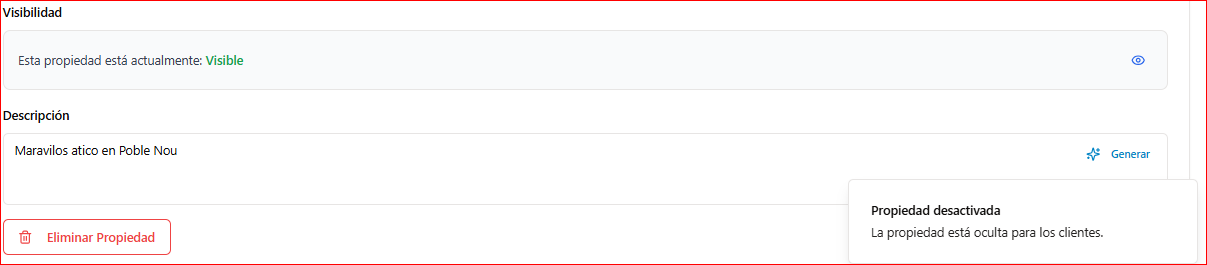 Visibilidad
Esta propiedad está actualmente: Visible
Descripción
Maravilos atico en Poble Nou
Generar
Propiedad desactivada
La propiedad está oculta para los clientes.
Eliminar Propiedad